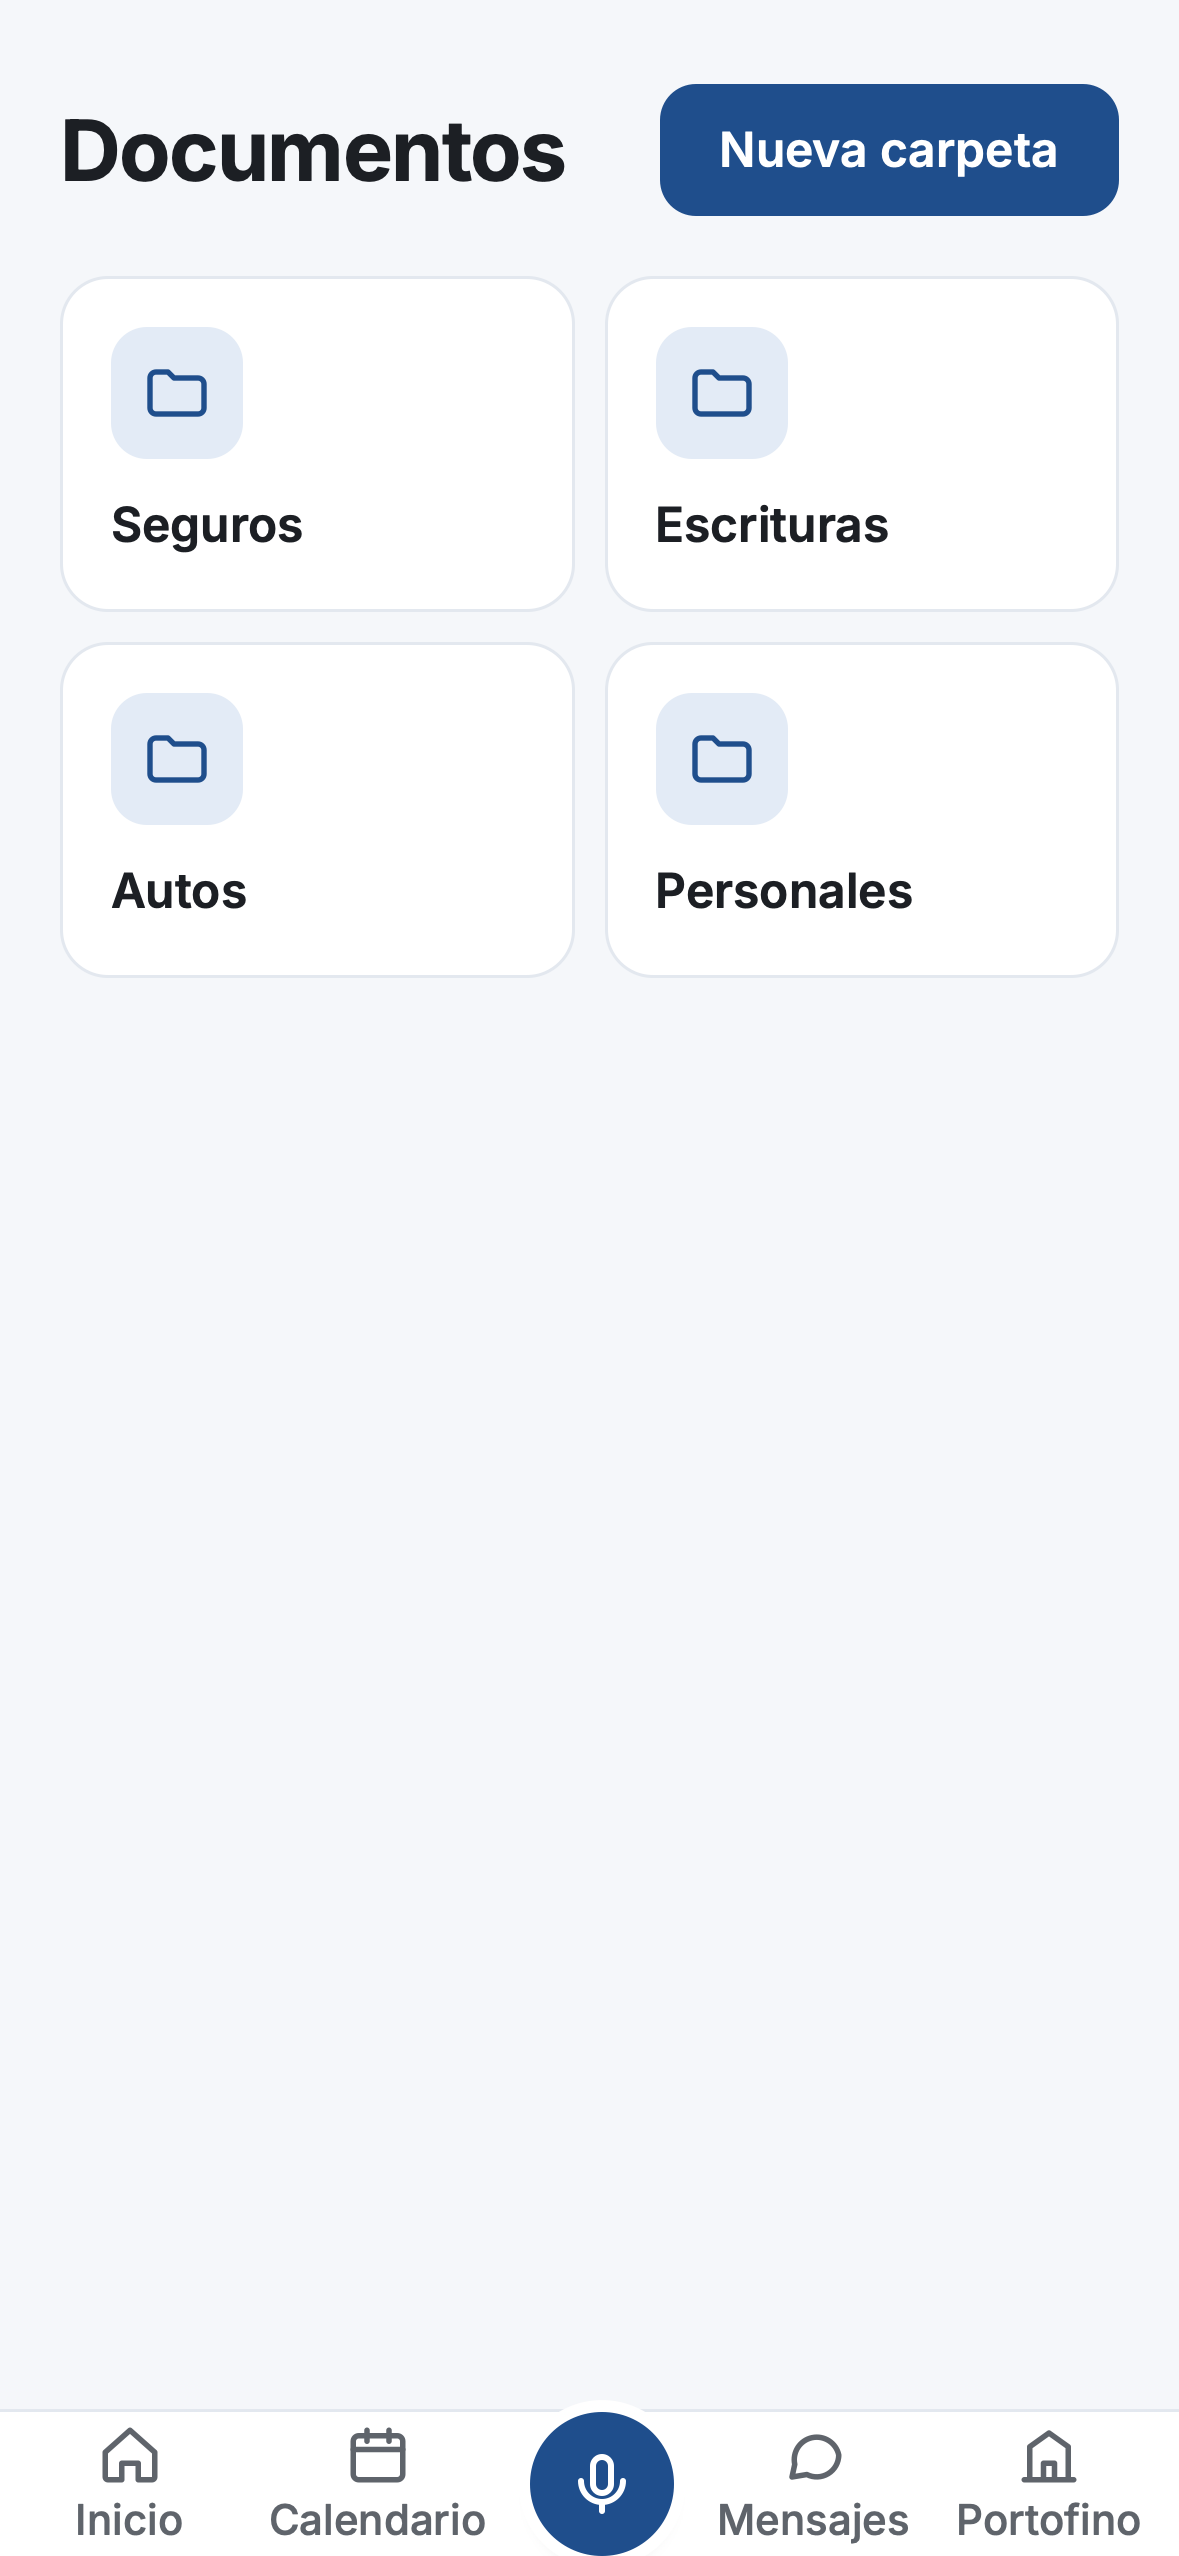 Documentos
Nueva carpeta
Seguros
Escrituras
Autos
Personales
Inicio
Calendario
Mensajes
Portofino